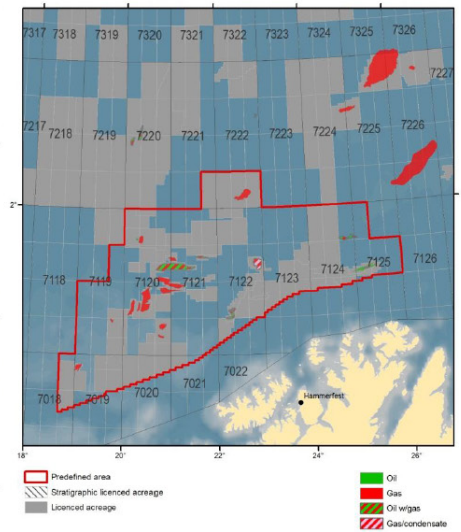 7317 7318 7319 7320 7321 7322 7323 7324 7325 7326
7227
7217 7218 7219 7220 7221 7222 7223 7224 7225 7226
2°
7118 7119 7120 7121 7122 7123 7124 7125 7126
7018 7019 7020 7021 7022
Hammerfest
18° 20° 22° 24° 26°
Predefined area
Stratigraphic licenced acreage
Licenced acreage
Oil
Gas
Oil w/gas
Gas/condensate